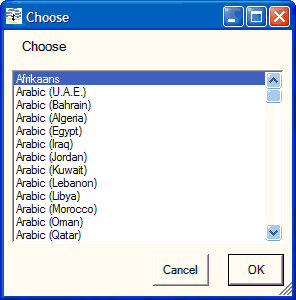 Choose
Choose
Afrikaans
Arabic (U.A.E.)
Arabic (Bahrain)
Arabic (Algeria)
Arabic (Egypt)
Arabic (Iraq)
Arabic (Jordan)
Arabic (Kuwait)
Arabic (Lebanon)
Arabic (Libya)
Arabic (Morocco)
Arabic (Oman)
Arabic (Qatar)
Cancel OK